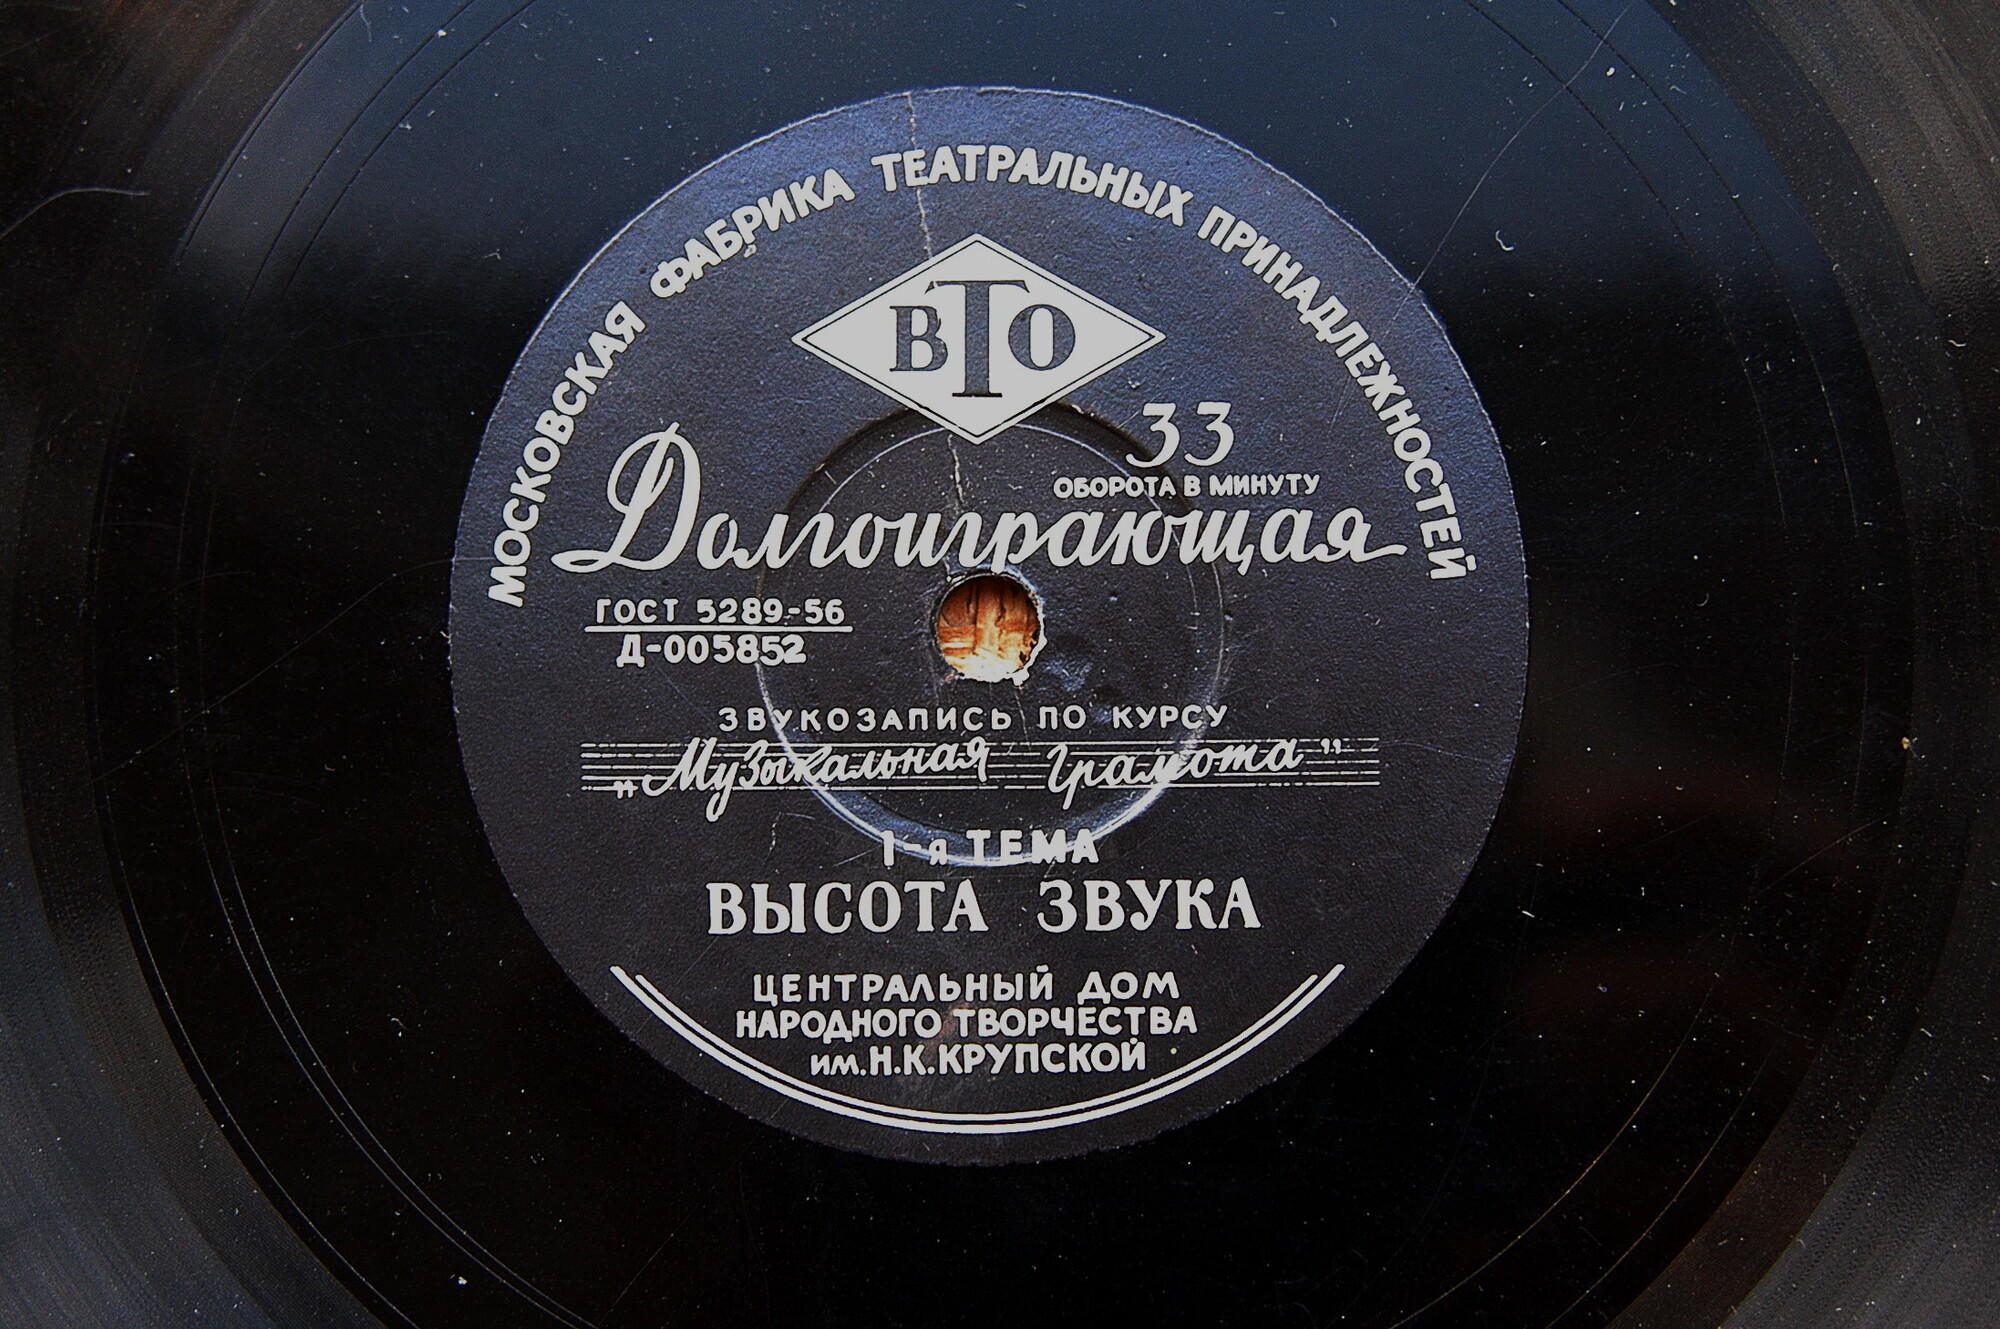 МОСКОВСКАЯ ФАБРИКА ТЕАТРАЛЬНЫХ ПРИНАДЛЕЖНОСТЕЙ
ВТО
33
ОБОРОТА В МИНУТУ
Долгоиграющая
ГОСТ 5289-56
Д-005852
ЗВУКОЗАПИСЬ ПО КУРСУ
„Музыкальная грамота"
1-я ТЕМА
ВЫСОТА ЗВУКА
ЦЕНТРАЛЬНЫЙ ДОМ
НАРОДНОГО ТВОРЧЕСТВА
им. Н.К.КРУПСКОЙ